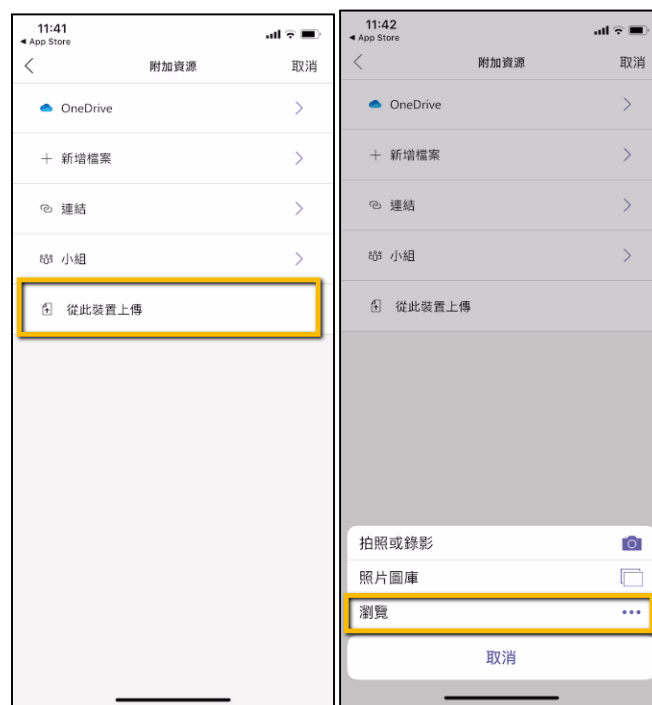 11:41
App Store
附加資源
取消
OneDrive
新增檔案
連結
小組
從此裝置上傳
11:42
App Store
附加資源
取消
OneDrive
新增檔案
連結
小組
從此裝置上傳
拍照或錄影
照片圖庫
瀏覽
取消